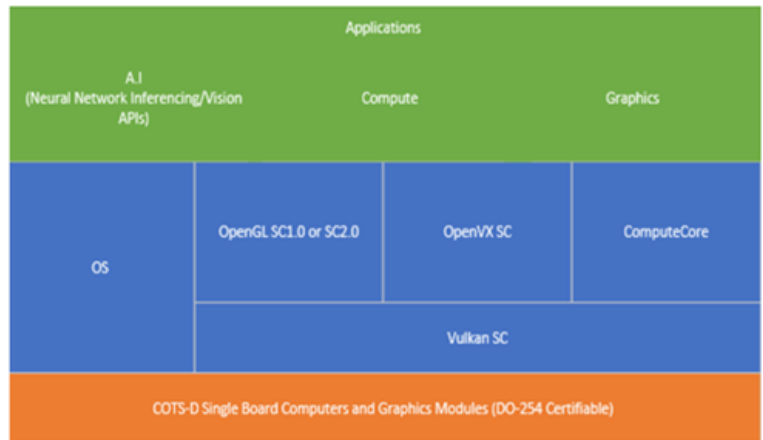 Applications
A.I
(Neural Network Inferencing/Vision
APIs)
Compute
Graphics
OS
OpenGL SC1.0 or SC2.0
OpenVX SC
ComputeCore
Vulkan SC
COTS-D Single Board Computers and Graphics Modules (DO-254 Certifiable)